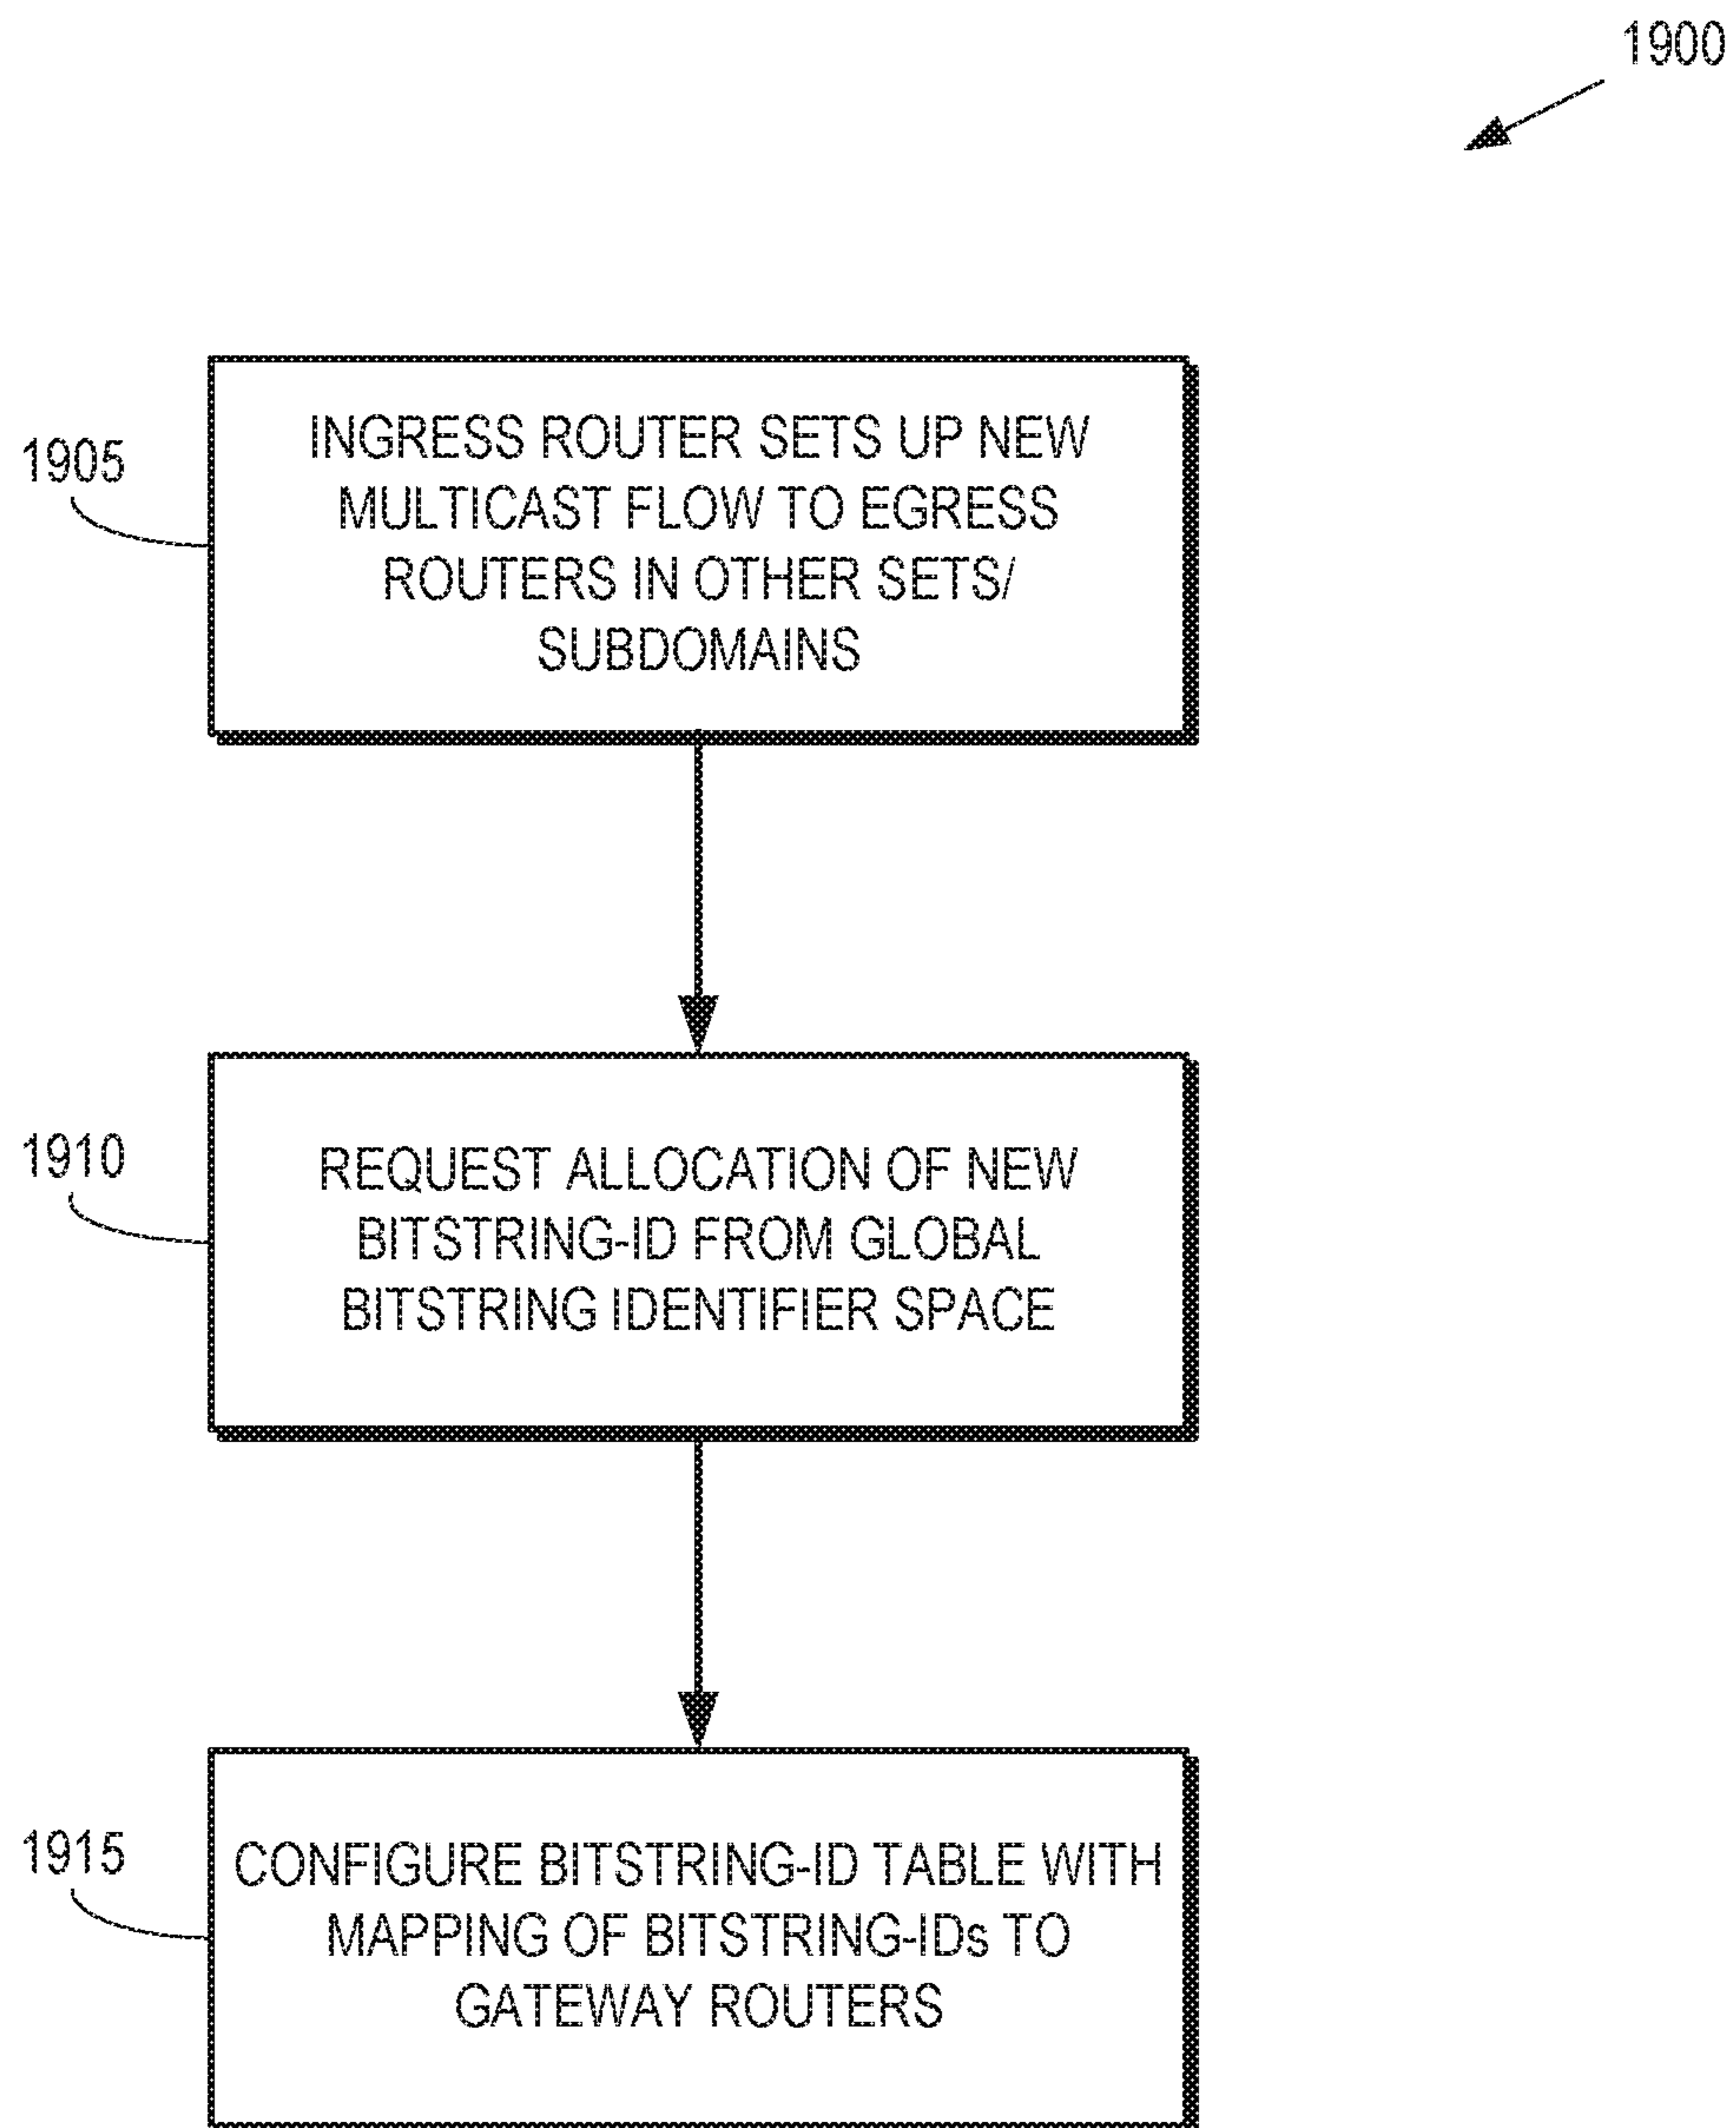 1900
1905
INGRESS ROUTER SETS UP NEW
MULTICAST FLOW TO EGRESS
ROUTERS IN OTHER SETS/
SUBDOMAINS
1910
REQUEST ALLOCATION OF NEW
BITSTRING-ID FROM GLOBAL
BITSTRING IDENTIFIER SPACE
1915
CONFIGURE BITSTRING-ID TABLE WITH
MAPPING OF BITSTRING-IDs TO
GATEWAY ROUTERS